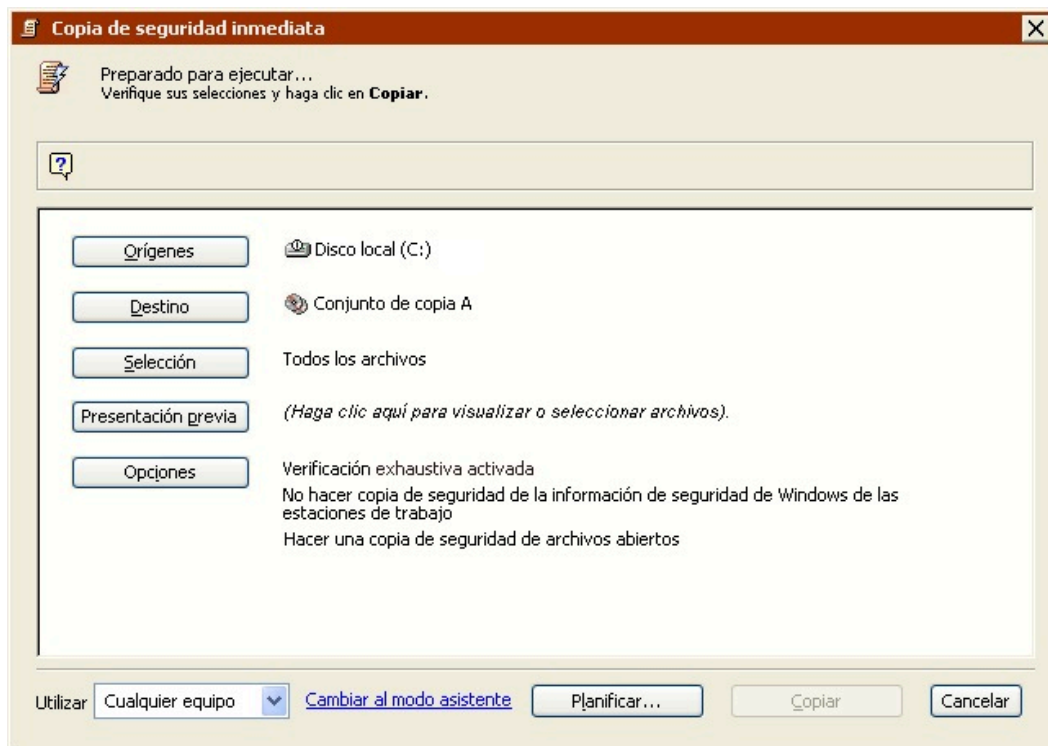 Copia de seguridad inmediata
Preparado para ejecutar...
Verifique sus selecciones y haga clic en Copiar.
Orígenes
Disco local (C:)
Destino
Conjunto de copia A
Selección
Todos los archivos
Presentación previa
(Haga clic aquí para visualizar o seleccionar archivos).
Opciones
Verificación exhaustiva activada
No hacer copia de seguridad de la información de seguridad de Windows de las
estaciones de trabajo
Hacer una copia de seguridad de archivos abiertos
Utilizar
Cualquier equipo
Cambiar al modo asistente
Planificar...
Copiar
Cancelar